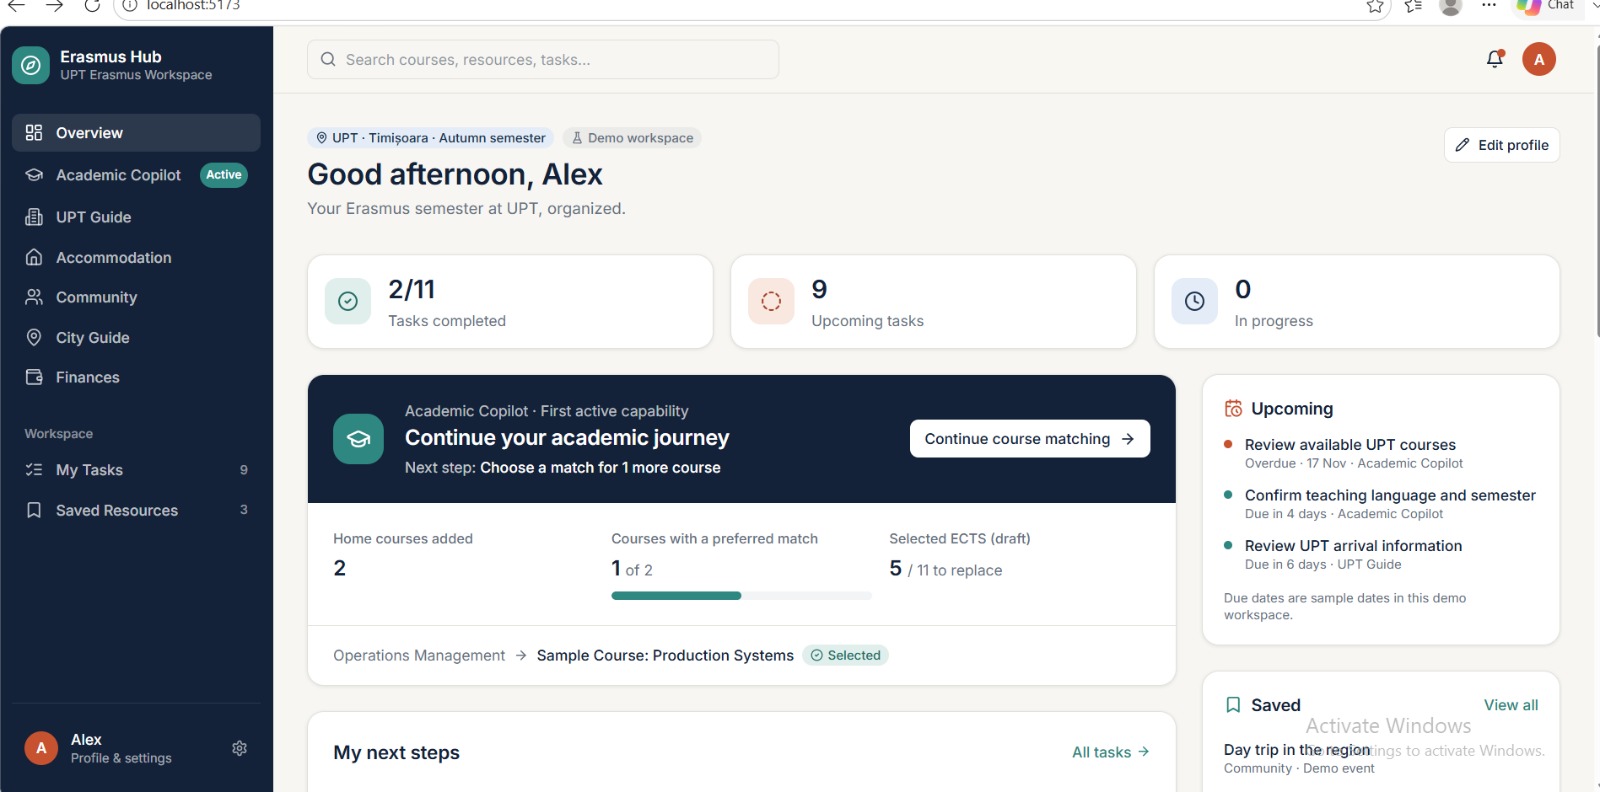 localhost:5173
Chat
Erasmus Hub
UPT Erasmus Workspace
Overview
Academic Copilot Active
UPT Guide
Accommodation
Community
City Guide
Finances
Workspace
My Tasks 9
Saved Resources 3
A
Alex
Profile & settings
Search courses, resources, tasks...
A
UPT · Timișoara · Autumn semester
Demo workspace
Edit profile
Good afternoon, Alex
Your Erasmus semester at UPT, organized.
2/11
Tasks completed
9
Upcoming tasks
0
In progress
Academic Copilot · First active capability
Continue your academic journey
Next step: Choose a match for 1 more course
Continue course matching →
Home courses added
2
Courses with a preferred match
1 of 2
Selected ECTS (draft)
5 / 11 to replace
Operations Management → Sample Course: Production Systems Selected
My next steps
All tasks →
Upcoming
Review available UPT courses
Overdue · 17 Nov · Academic Copilot
Confirm teaching language and semester
Due in 4 days · Academic Copilot
Review UPT arrival information
Due in 6 days · UPT Guide
Due dates are sample dates in this demo
workspace.
Saved
View all
Day trip in the region
Community · Demo event
Activate Windows
Go to Settings to activate Windows.